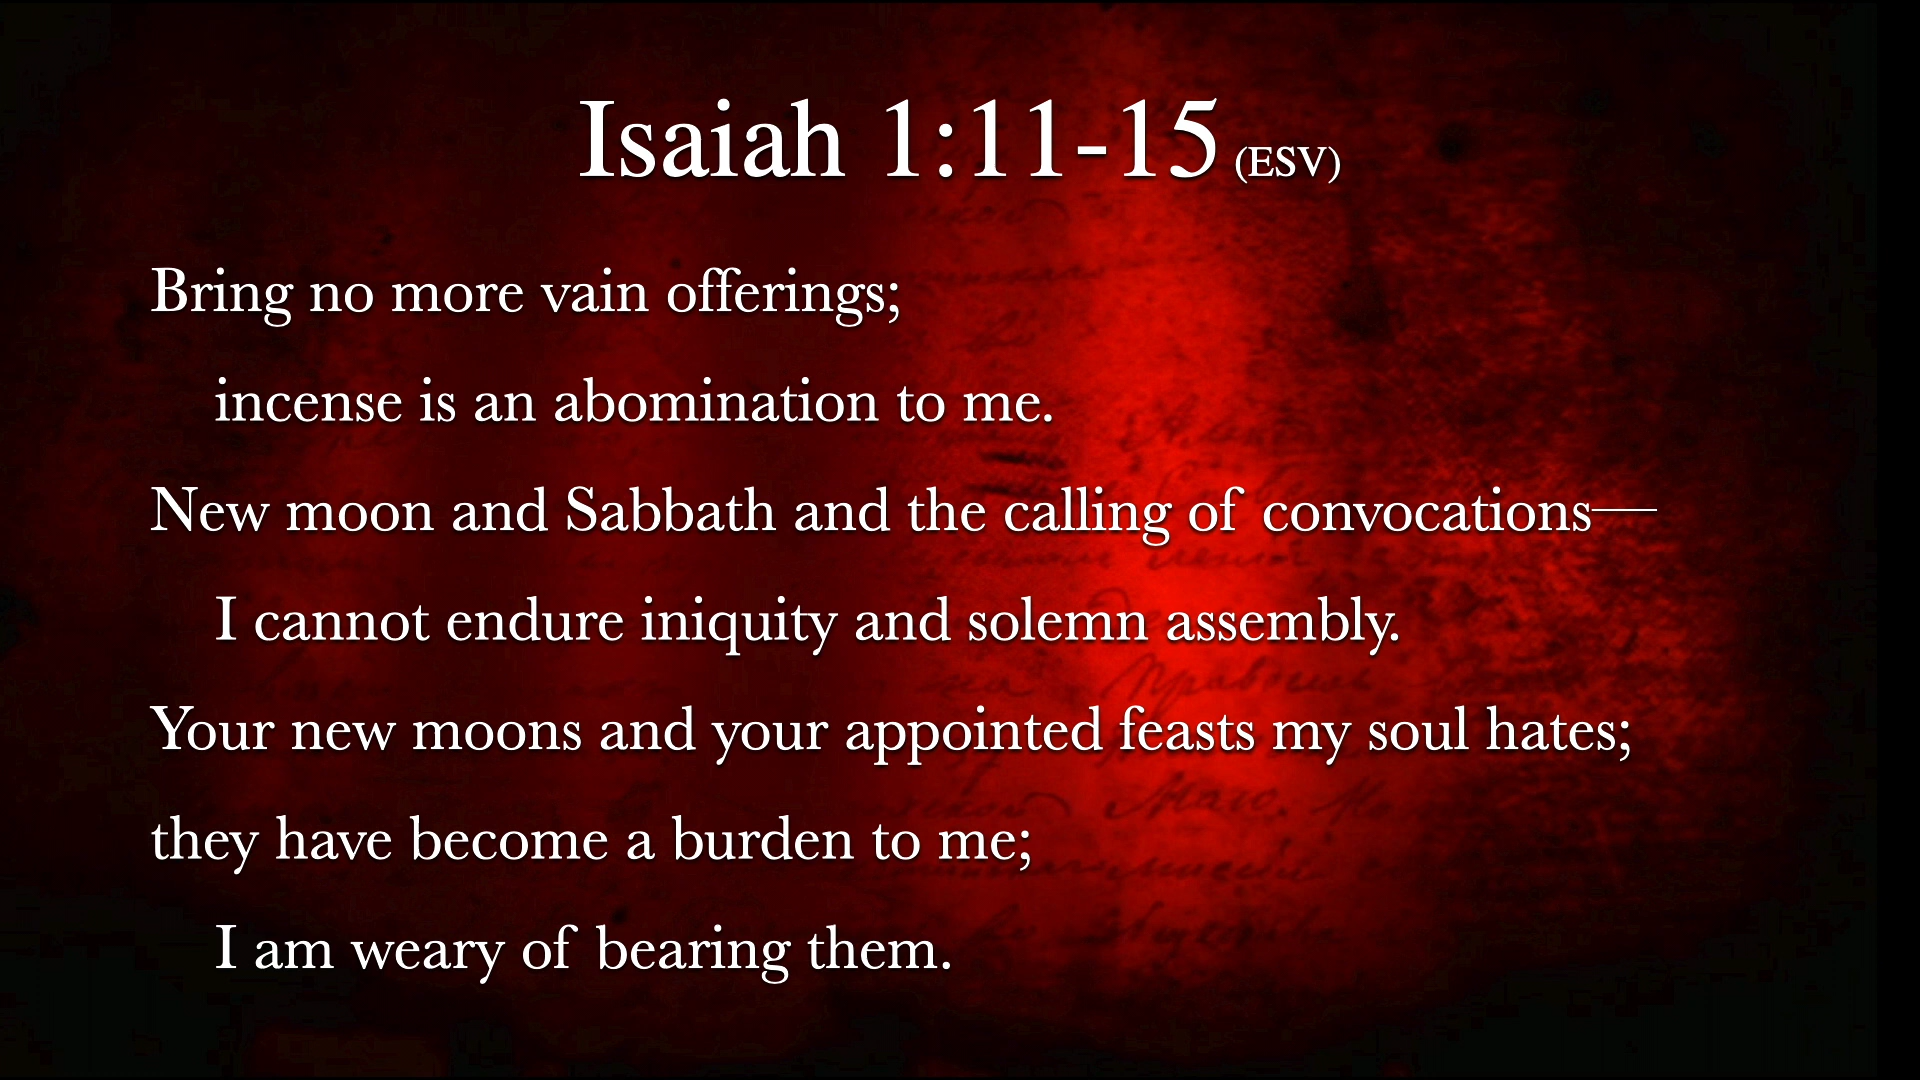 Isaiah 1:11-15 (ESV)
Bring no more vain offerings;
incense is an abomination to me.
New moon and Sabbath and the calling of convocations—
I cannot endure iniquity and solemn assembly.
Your new moons and your appointed feasts my soul hates;
they have become a burden to me;
I am weary of bearing them.